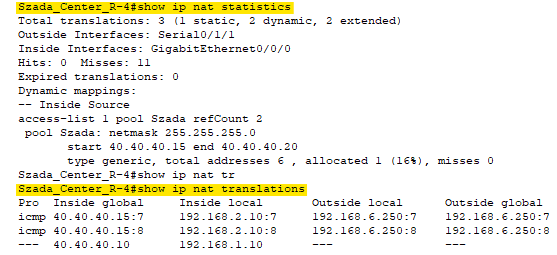 Szada_Center_R-4#show ip nat statistics
Total translations: 3 (1 static, 2 dynamic, 2 extended)
Outside Interfaces: Serial0/1/1
Inside Interfaces: GigabitEthernet0/0/0
Hits: 0 Misses: 11
Expired translations: 0
Dynamic mappings:
-- Inside Source
access-list 1 pool Szada refCount 2
pool Szada: netmask 255.255.255.0
start 40.40.40.15 end 40.40.40.20
type generic, total addresses 6 , allocated 1 (16%), misses 0
Szada_Center_R-4#show ip nat tr
Szada_Center_R-4#show ip nat translations
Pro Inside global Inside local Outside local Outside global
icmp 40.40.40.15:7 192.168.2.10:7 192.168.6.250:7 192.168.6.250:7
icmp 40.40.40.15:8 192.168.2.10:8 192.168.6.250:8 192.168.6.250:8
--- 40.40.40.10 192.168.1.10 --- ---